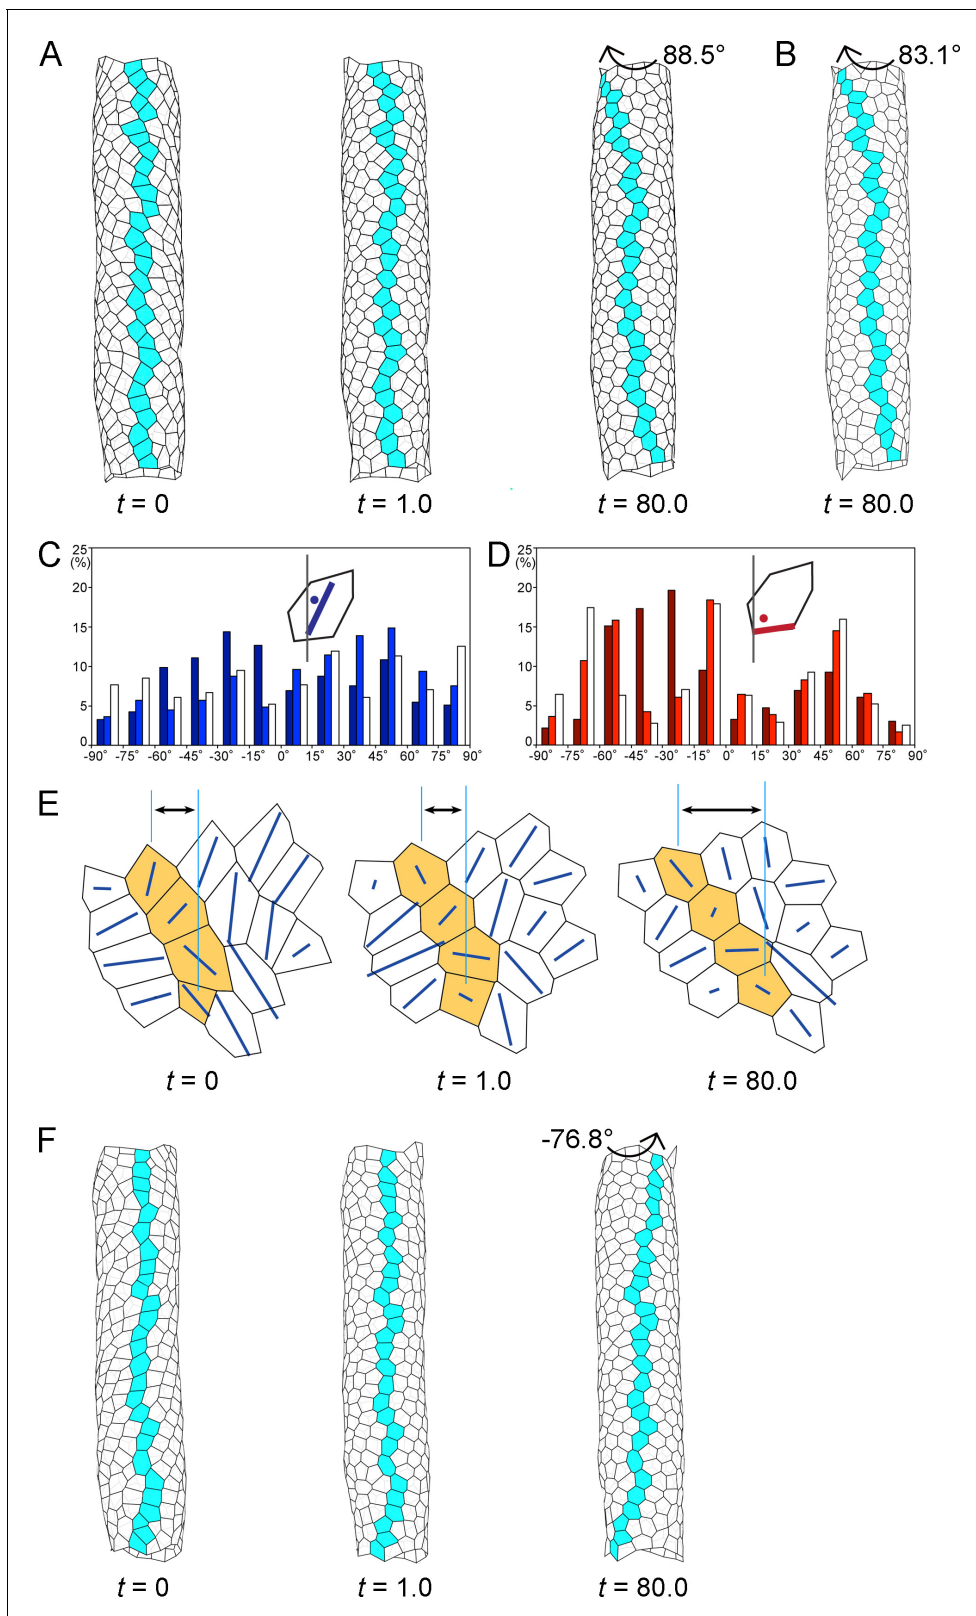 A
88.5°
B
83.1°
t = 0
t = 1.0
t = 80.0
t = 80.0
C
25
(%)
20
15
10
5
0
-90° -75° -60° -45° -30° -15° 0° 15° 30° 45° 60° 75° 90°
D
25
(%)
20
15
10
5
0
-90° -75° -60° -45° -30° -15° 0° 15° 30° 45° 60° 75° 90°
E
t = 0
t = 1.0
t = 80.0
F
-76.8°
t = 0
t = 1.0
t = 80.0